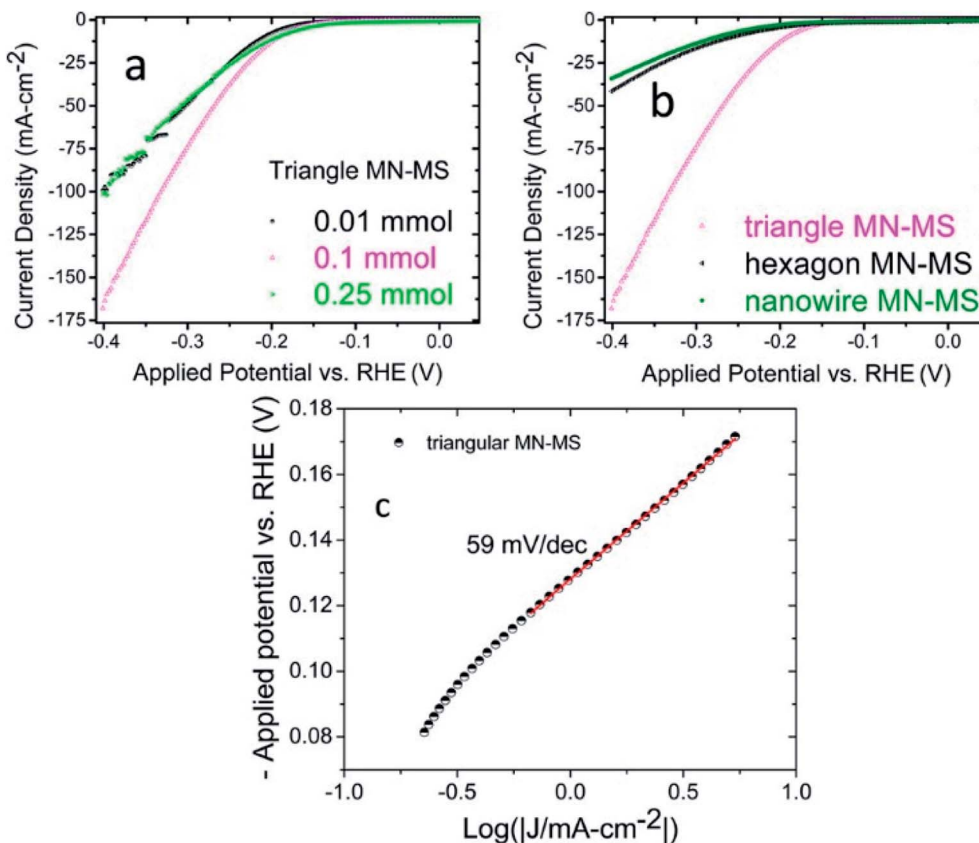 a
0
-25
-50
-75
-100
-125
-150
-175
Current Density (mA-cm⁻²)
Triangle MN-MS
0.01 mmol
0.1 mmol
0.25 mmol
-0.4 -0.3 -0.2 -0.1 0.0
Applied Potential vs. RHE (V)
b
0
-25
-50
-75
-100
-125
-150
-175
Current Density (mA-cm⁻²)
triangle MN-MS
hexagon MN-MS
nanowire MN-MS
-0.4 -0.3 -0.2 -0.1 0.0
Applied Potential vs. RHE (V)
c
0.18
0.16
0.14
0.12
0.10
0.08
- Applied potential vs. RHE (V)
triangular MN-MS
59 mV/dec
-1.0 -0.5 0.0 0.5 1.0
Log(|J/mA-cm⁻²|)